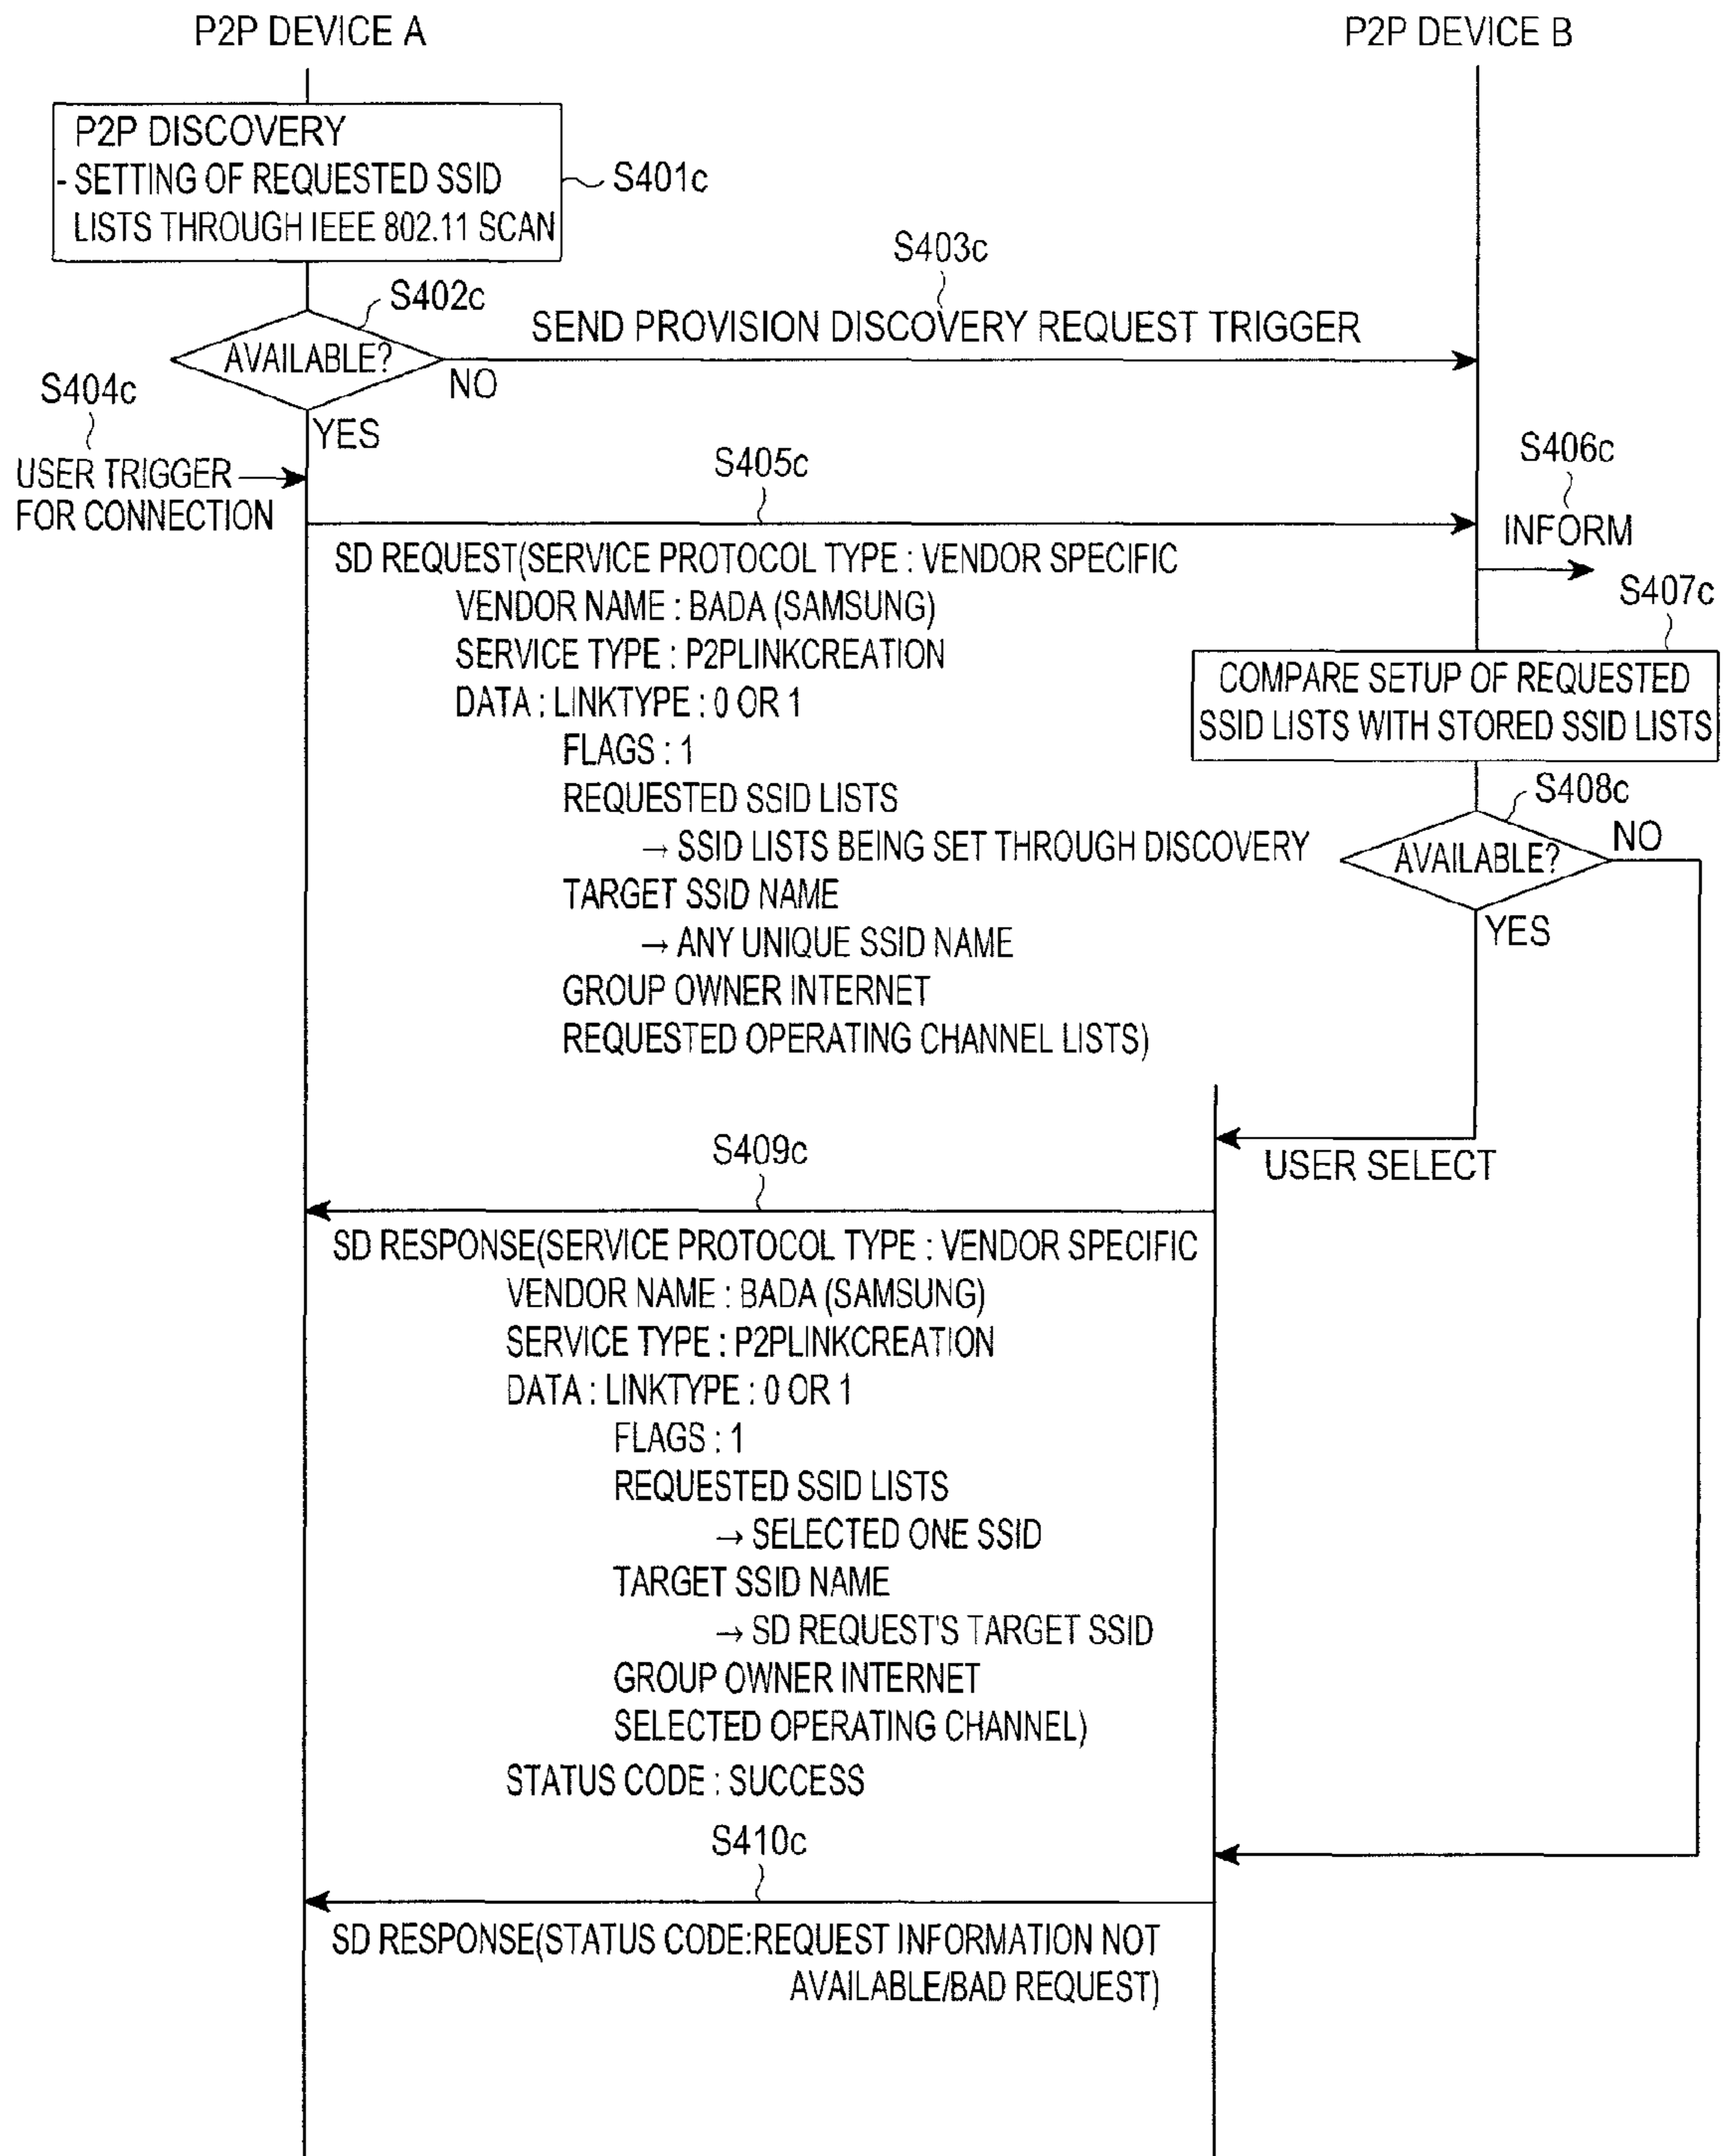 P2P DEVICE A
P2P DEVICE B
P2P DISCOVERY
- SETTING OF REQUESTED SSID
LISTS THROUGH IEEE 802.11 SCAN
S401c
S402c
S403c
SEND PROVISION DISCOVERY REQUEST TRIGGER
AVAILABLE?
NO
YES
S404c
USER TRIGGER
FOR CONNECTION
S405c
S406c
INFORM
SD REQUEST(SERVICE PROTOCOL TYPE : VENDOR SPECIFIC
VENDOR NAME : BADA (SAMSUNG)
SERVICE TYPE : P2PLINKCREATION
DATA : LINKTYPE : 0 OR 1
FLAGS : 1
REQUESTED SSID LISTS
→ SSID LISTS BEING SET THROUGH DISCOVERY
TARGET SSID NAME
→ ANY UNIQUE SSID NAME
GROUP OWNER INTERNET
REQUESTED OPERATING CHANNEL LISTS)
S407c
COMPARE SETUP OF REQUESTED
SSID LISTS WITH STORED SSID LISTS
S408c
AVAILABLE?
NO
YES
USER SELECT
S409c
SD RESPONSE(SERVICE PROTOCOL TYPE : VENDOR SPECIFIC
VENDOR NAME : BADA (SAMSUNG)
SERVICE TYPE : P2PLINKCREATION
DATA : LINKTYPE : 0 OR 1
FLAGS : 1
REQUESTED SSID LISTS
→ SELECTED ONE SSID
TARGET SSID NAME
→ SD REQUEST'S TARGET SSID
GROUP OWNER INTERNET
SELECTED OPERATING CHANNEL)
STATUS CODE : SUCCESS
S410c
SD RESPONSE(STATUS CODE:REQUEST INFORMATION NOT
AVAILABLE/BAD REQUEST)